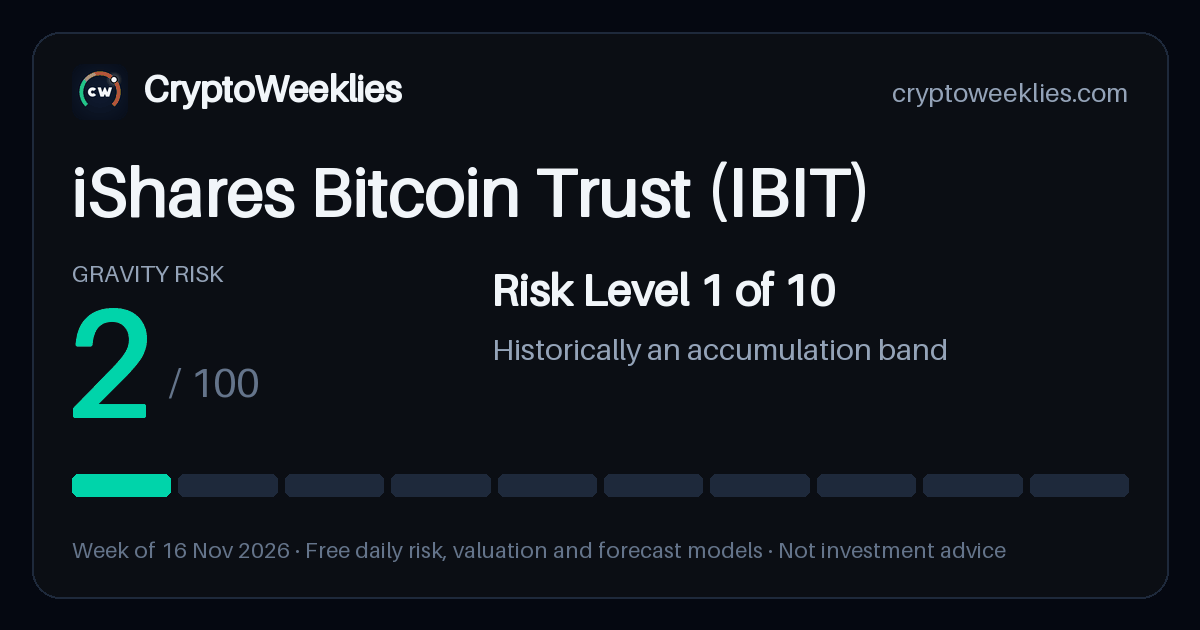 CW
CryptoWeeklies
cryptoweeklies.com
iShares Bitcoin Trust (IBIT)
GRAVITY RISK
2 / 100
Risk Level 1 of 10
Historically an accumulation band
Week of 16 Nov 2026 · Free daily risk, valuation and forecast models · Not investment advice